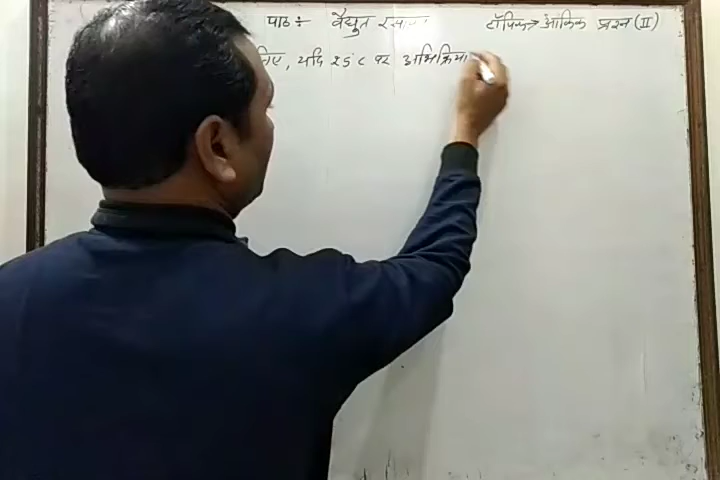 पाठ ÷ वैद्युत रसायन टॉपिक → आंकिक प्रश्न (II)
लिए, यदि 25°C पर अभिक्रिया